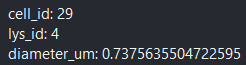 cell_id: 29
lys_id: 4
diameter_um: 0.7375635504722595